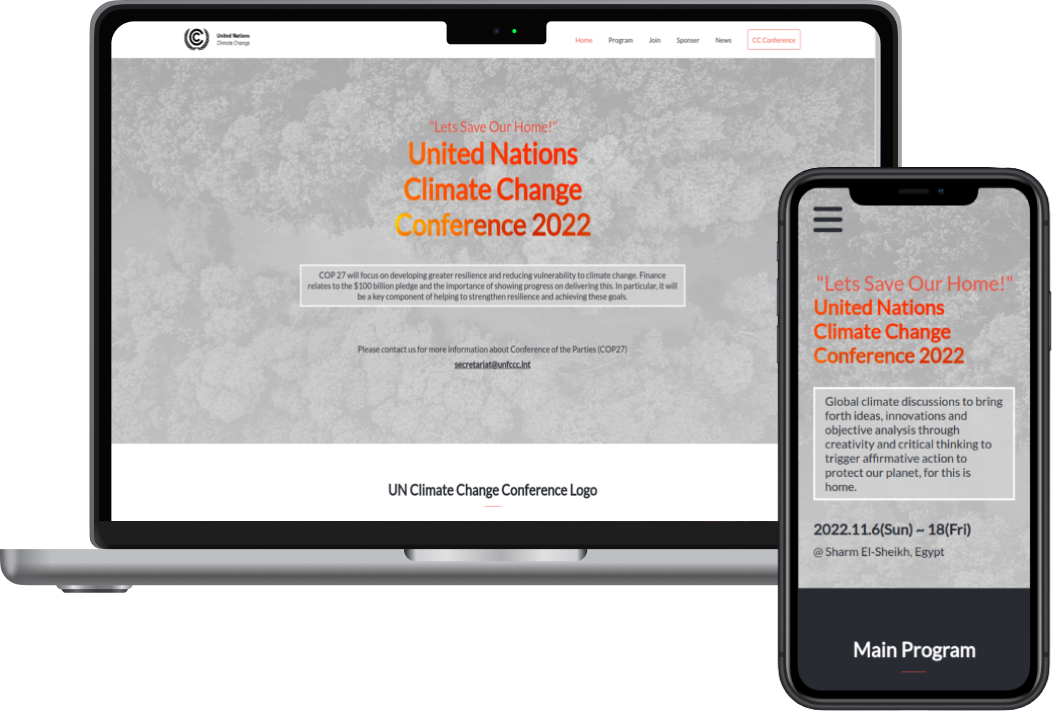 United Nations
Climate Change
Home Program Join Sponser News CC Conference
"Lets Save Our Home!"
United Nations
Climate Change
Conference 2022
COP 27 will focus on developing greater resilience and reducing vulnerability to climate change. Finance
relates to the $100 billion pledge and the importance of showing progress on delivering this. In particular, it will
be a key component of helping to strengthen resilience and achieving these goals.
Please contact us for more information about Conference of the Parties (COP27)
secretariat@unfccc.int
UN Climate Change Conference Logo
"Lets Save Our Home!"
United Nations
Climate Change
Conference 2022
Global climate discussions to bring
forth ideas, innovations and
objective analysis through
creativity and critical thinking to
trigger affirmative action to
protect our planet, for this is
home.
2022.11.6(Sun) ~ 18(Fri)
@ Sharm El-Sheikh, Egypt
Main Program